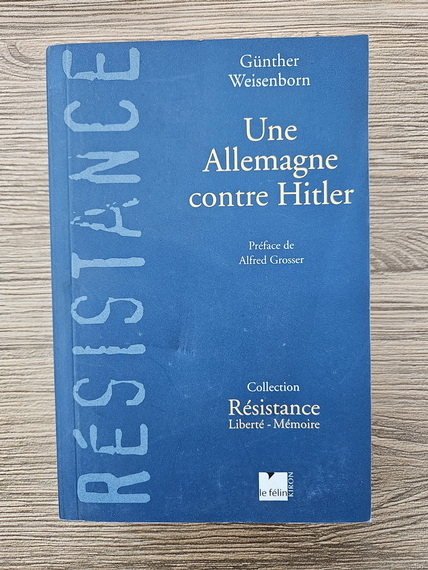 RÉSISTANCE
Günther
Weisenborn
Une
Allemagne
contre Hitler
Préface de
Alfred Grosser
Collection
Résistance
Liberté - Mémoire
le félin
KIRON